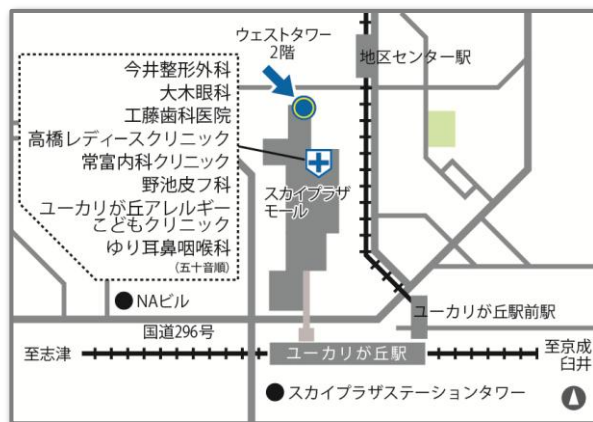 ウェストタワー
2階
地区センター駅
今井整形外科
大木眼科
工藤歯科医院
高橋レディースクリニック
常富内科クリニック
野池皮フ科
ユーカリが丘アレルギー
こどもクリニック
ゆり耳鼻咽喉科
(五十音順)
スカイプラザ
モール
NAビル
ユーカリが丘駅前駅
国道296号
至志津
ユーカリが丘駅
至京成
臼井
スカイプラザステーションタワー